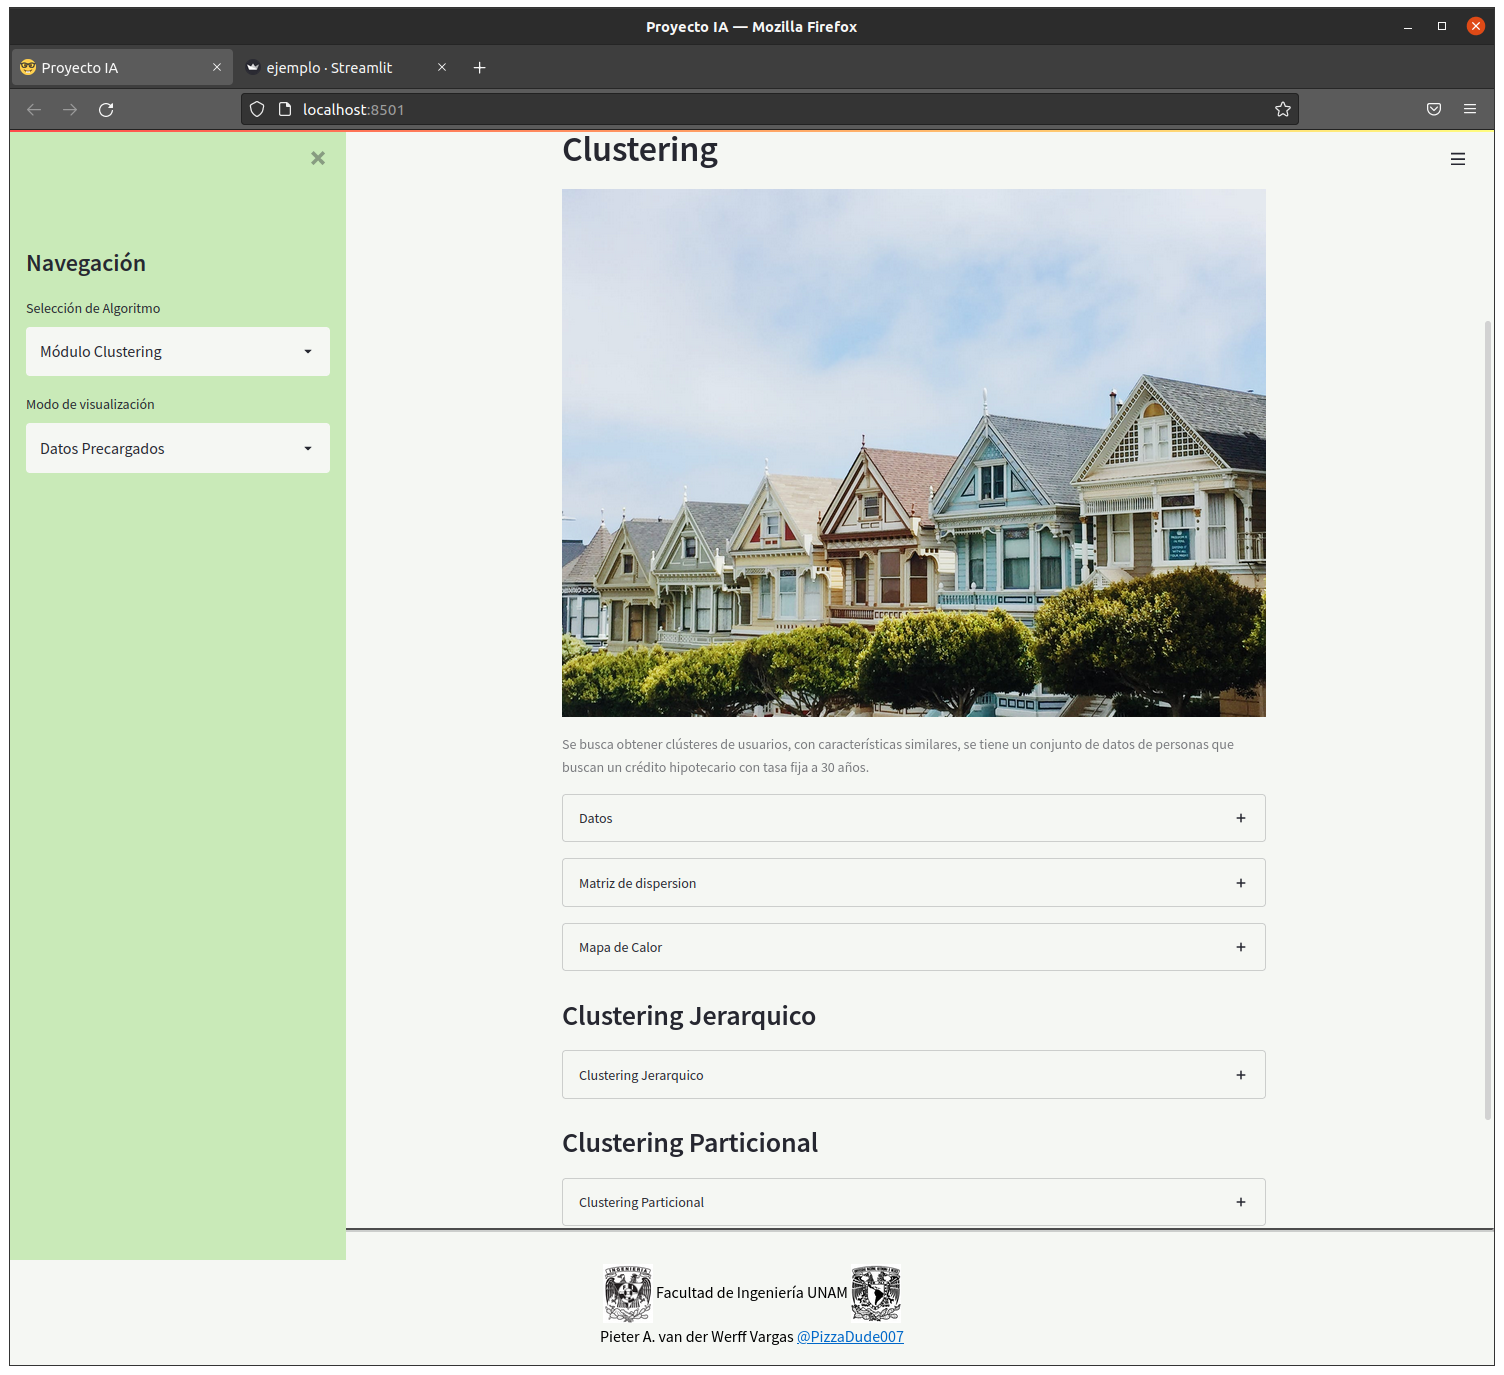 Proyecto IA — Mozilla Firefox
Proyecto IA
ejemplo · Streamlit
localhost:8501
Navegación
Selección de Algoritmo
Módulo Clustering
Modo de visualización
Datos Precargados
Clustering
Se busca obtener clústeres de usuarios, con características similares, se tiene un conjunto de datos de personas que
buscan un crédito hipotecario con tasa fija a 30 años.
Datos
Matriz de dispersion
Mapa de Calor
Clustering Jerarquico
Clustering Jerarquico
Clustering Particional
Clustering Particional
INGENIERIA
Facultad de Ingeniería UNAM
Pieter A. van der Werff Vargas @PizzaDude007